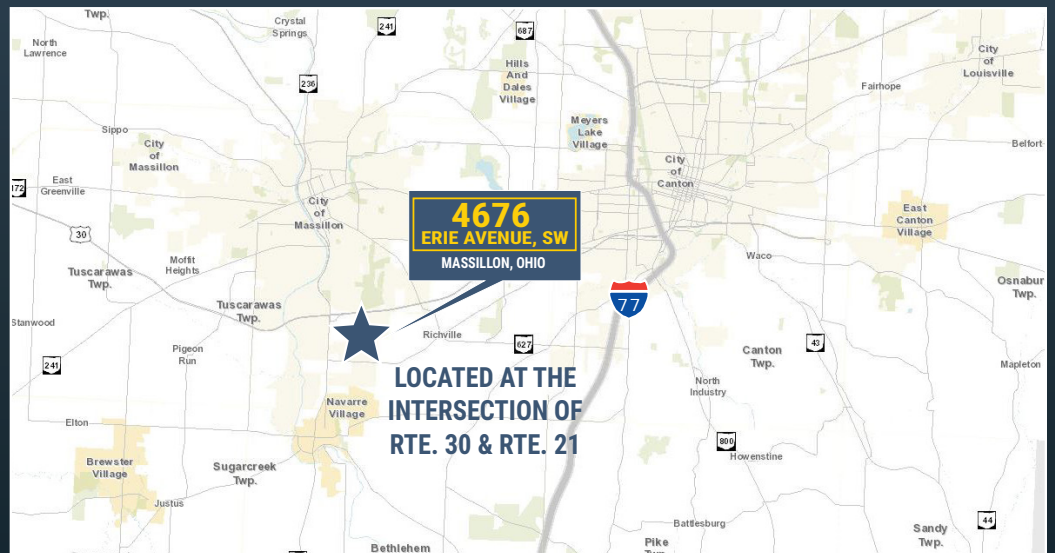 Twp.
Crystal
Springs
241
687
North
Lawrence
City
of
Louisville
Hills
And
Dales
Village
236
Fairhope
Meyers
Lake
Village
Sippo
City
of
Massillon
Belfort
City
of
Canton
172
East
Greenville
City
of
Massillon
4676
ERIE AVENUE, SW
MASSILLON, OHIO
East
Canton
Village
30
Moffit
Heights
Waco
Tuscarawas
Twp.
Osnabur
Twp.
Tuscarawas
Twp.
77
Stanwood
Richville
627
43
Pigeon
Run
Canton
Twp.
241
Mapleton
LOCATED AT THE
INTERSECTION OF
RTE. 30 & RTE. 21
North
Industry
Navarre
Village
Elton
800
Howenstine
Brewster
Village
Sugarcreek
Twp.
Justus
44
Battlesburg
Sandy
Twp.
Bethlehem
Pike